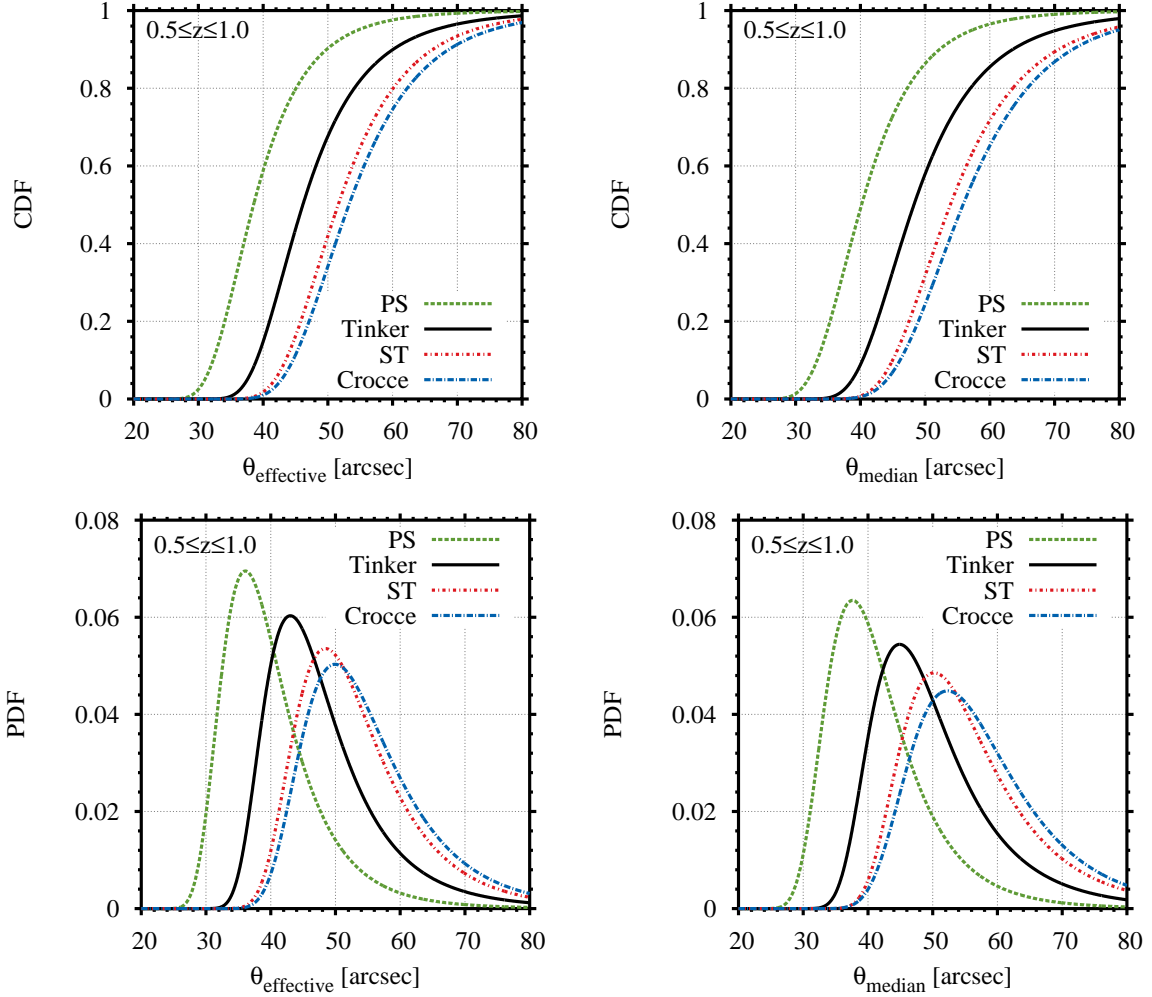 1
0.8
0.6
0.4
0.2
0
CDF
0.5≤z≤1.0
PS
Tinker
ST
Crocce
20 30 40 50 60 70 80
θeffective [arcsec]
1
0.8
0.6
0.4
0.2
0
CDF
0.5≤z≤1.0
PS
Tinker
ST
Crocce
20 30 40 50 60 70 80
θmedian [arcsec]
0.08
0.06
0.04
0.02
0
PDF
0.5≤z≤1.0
PS
Tinker
ST
Crocce
20 30 40 50 60 70 80
θeffective [arcsec]
0.08
0.06
0.04
0.02
0
PDF
0.5≤z≤1.0
PS
Tinker
ST
Crocce
20 30 40 50 60 70 80
θmedian [arcsec]